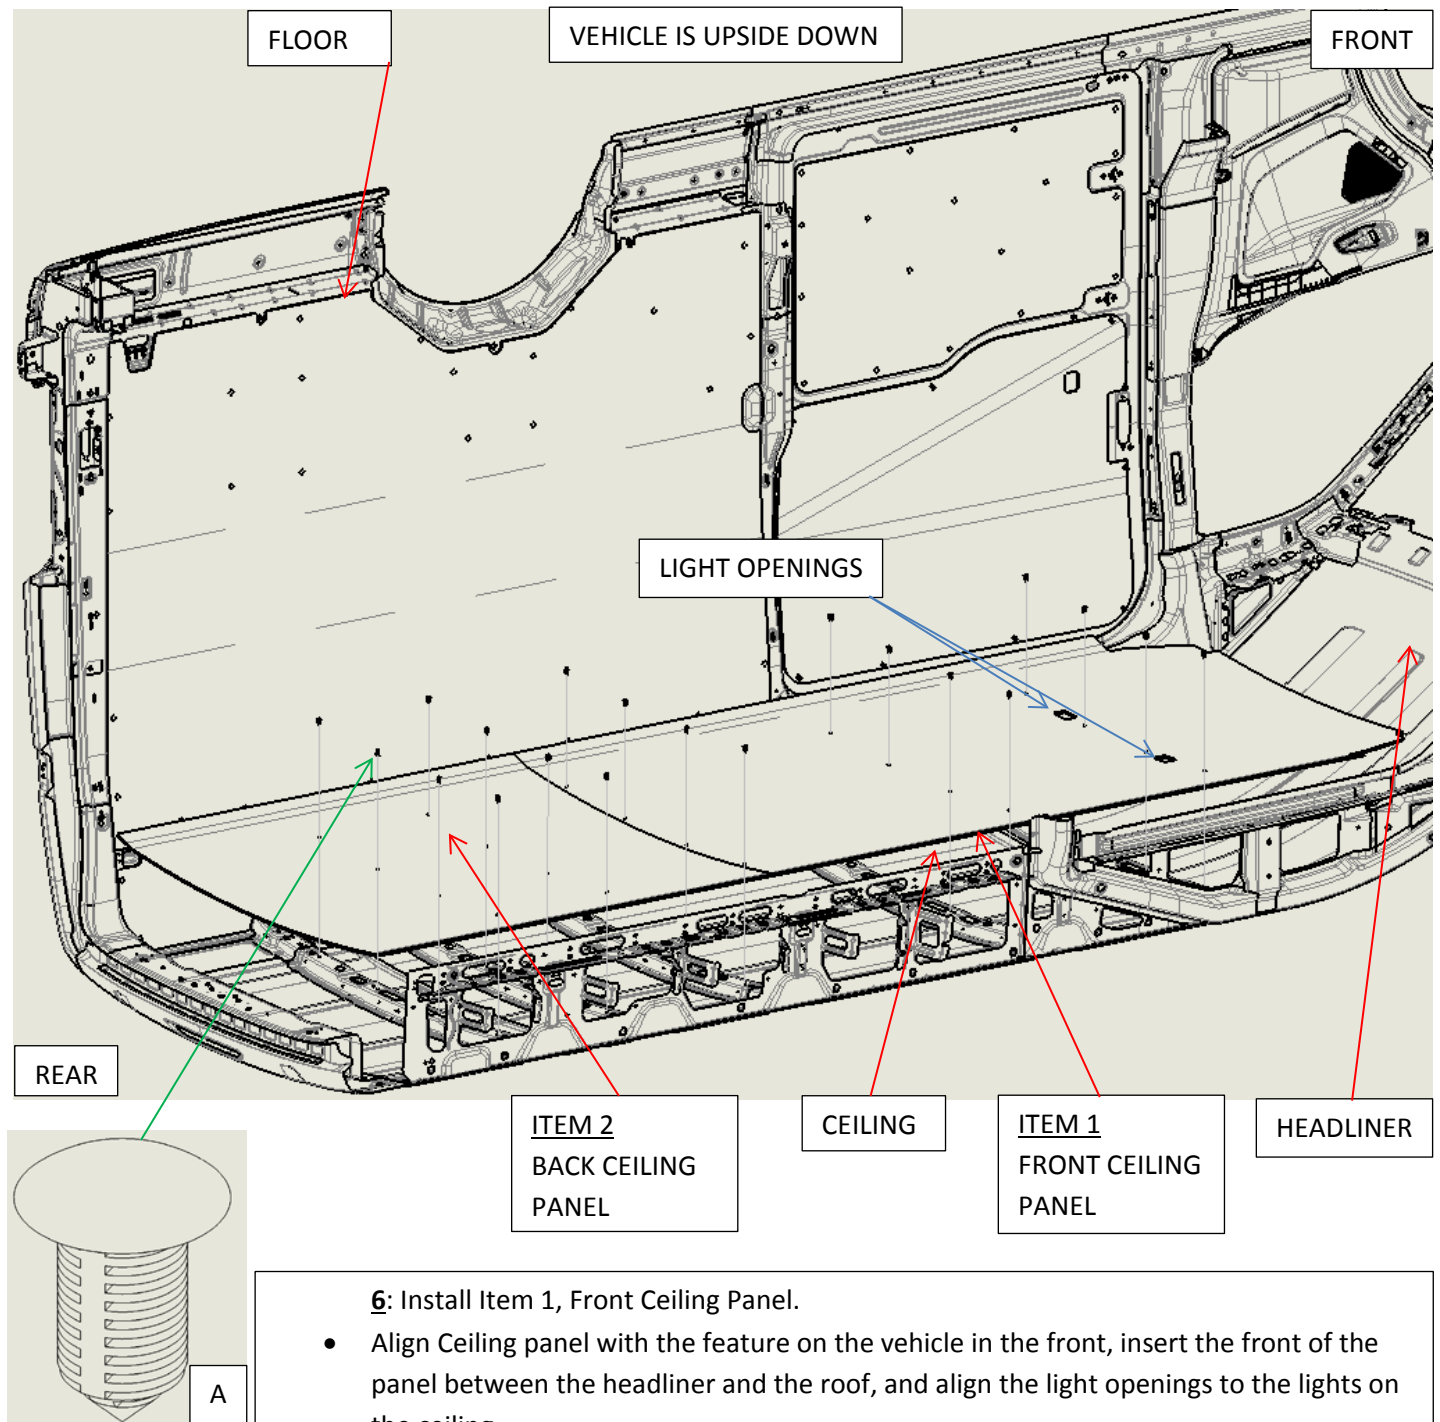 FLOOR
VEHICLE IS UPSIDE DOWN
FRONT
LIGHT OPENINGS
REAR
ITEM 2
BACK CEILING
PANEL
CEILING
ITEM 1
FRONT CEILING
PANEL
HEADLINER
A
6: Install Item 1, Front Ceiling Panel.
• Align Ceiling panel with the feature on the vehicle in the front, insert the front of the
panel between the headliner and the roof, and align the light openings to the lights on
the ceiling